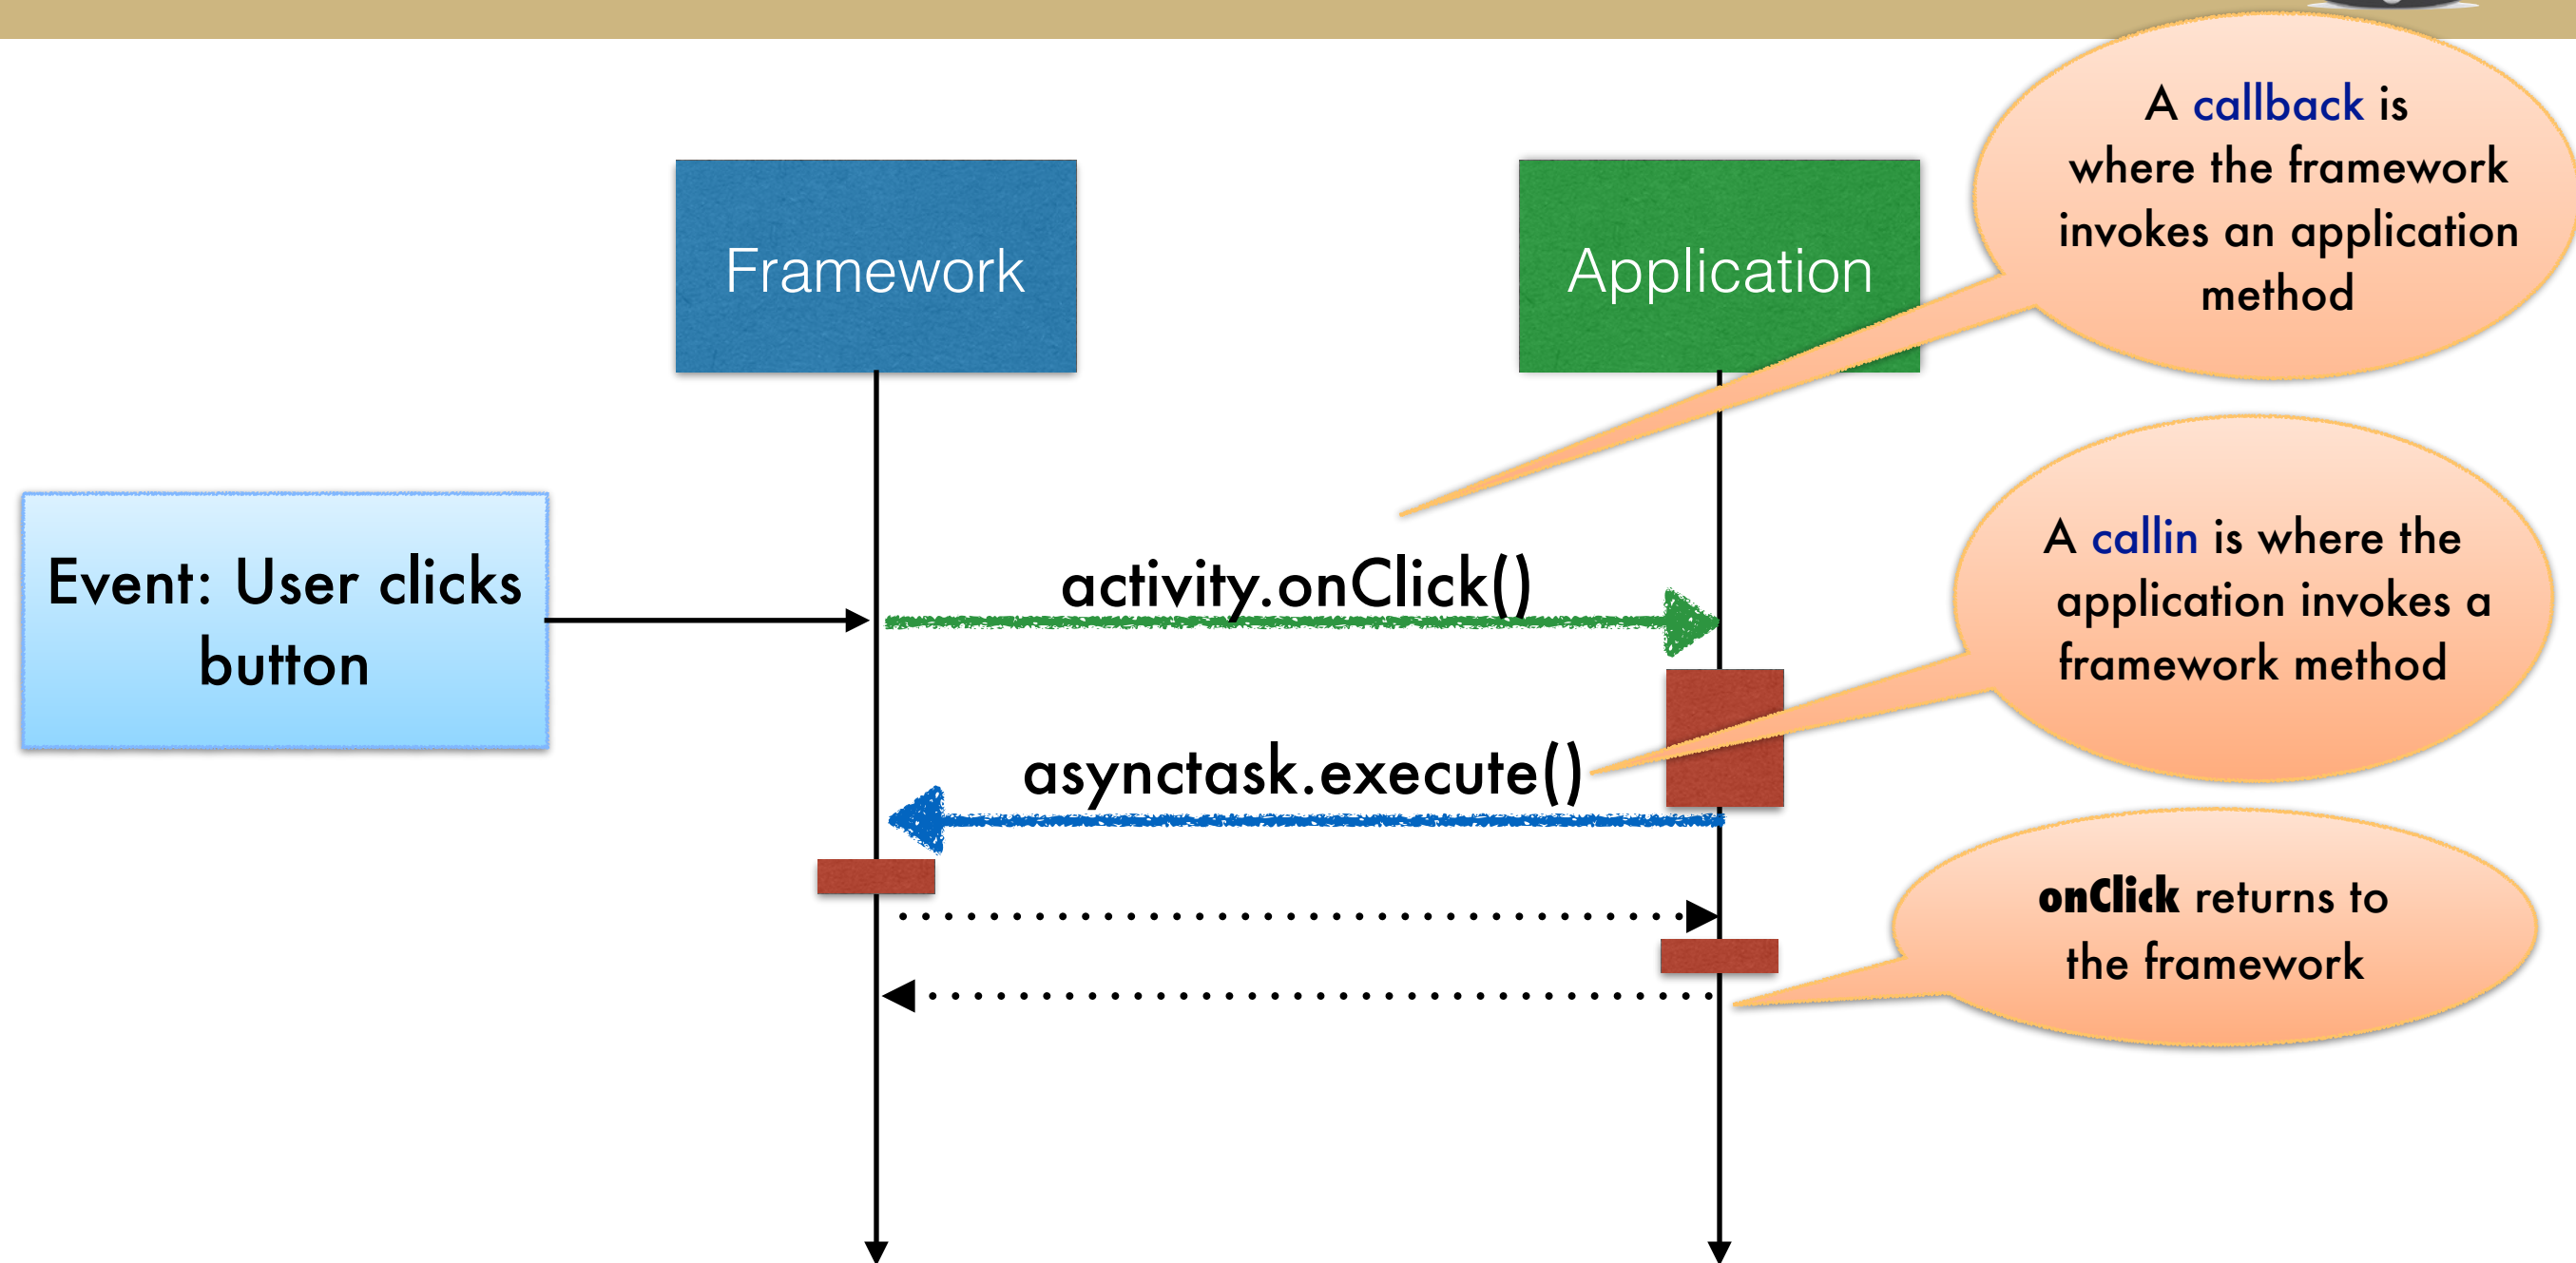 A callback is
where the framework
invokes an application
method
Framework
Application
Event: User clicks
button
activity.onClick()
A callin is where the
application invokes a
framework method
asynctask.execute()
onClick returns to
the framework